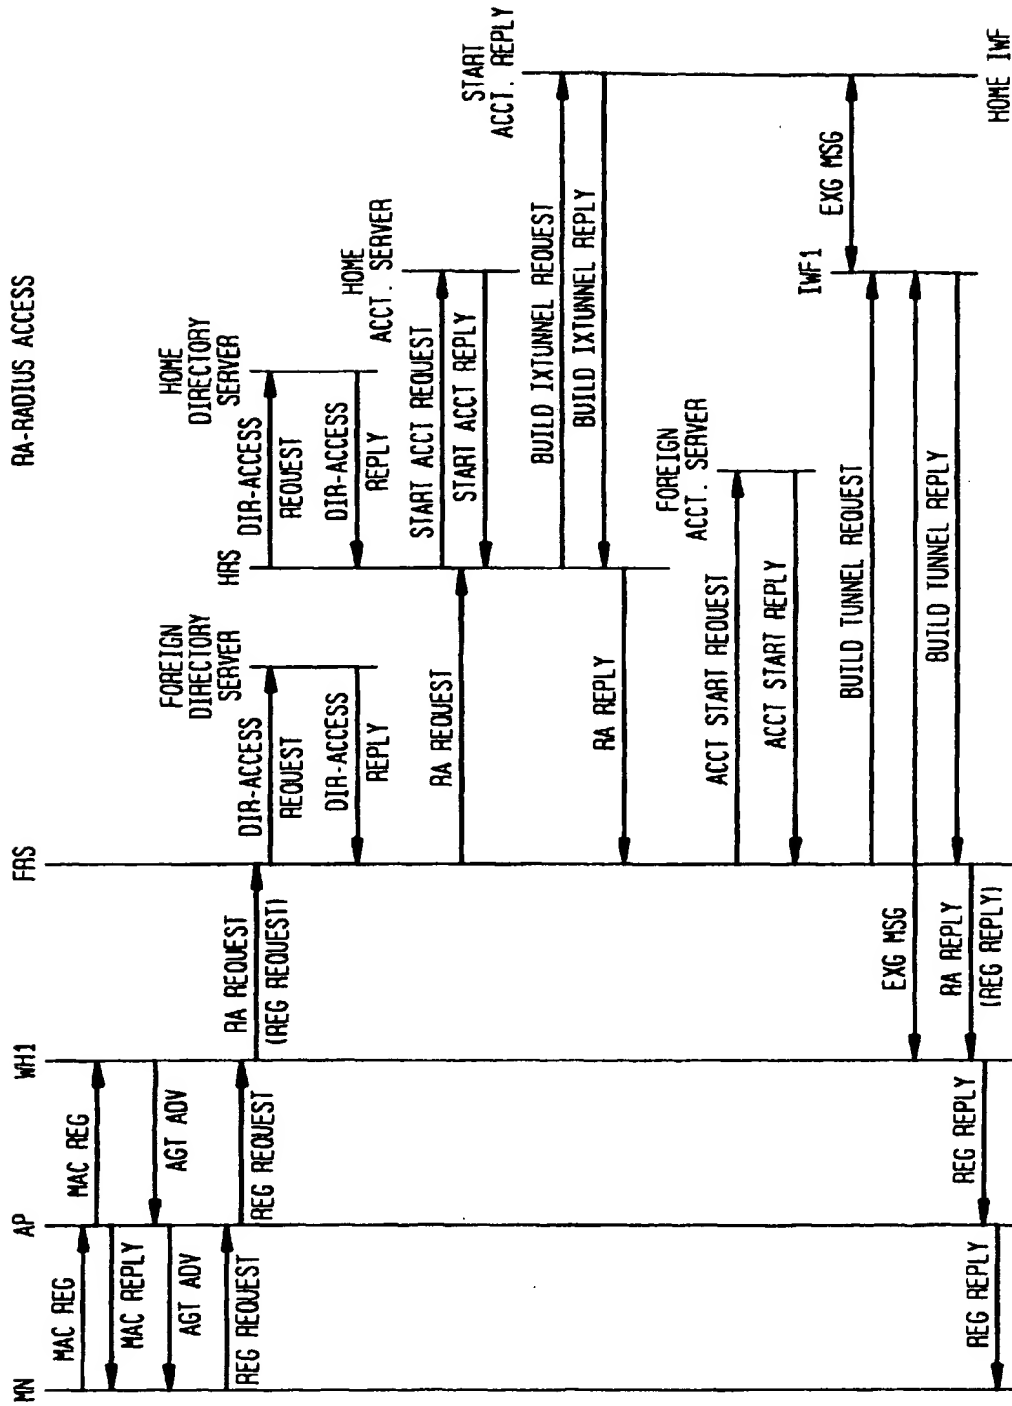 RA-RADIUS ACCESS
MN
AP
WH1
FRS
FOREIGN
DIRECTORY
SERVER
HRS
HOME
DIRECTORY
SERVER
HOME
ACCT. SERVER
START
ACCT. REPLY
MAC REG
MAC REG
MAC REPLY
AGT ADV
AGT ADV
REG REQUEST
REG REQUEST
RA REQUEST
(REG REQUEST)
DIR-ACCESS
REQUEST
DIR-ACCESS
REPLY
DIR-ACCESS
REQUEST
DIR-ACCESS
REPLY
START ACCT REQUEST
START ACCT REPLY
RA REQUEST
BUILD IXTUNNEL REQUEST
BUILD IXTUNNEL REPLY
RA REPLY
FOREIGN
ACCT. SERVER
ACCT START REQUEST
ACCT START REPLY
IWF1
EXG MSG
BUILD TUNNEL REQUEST
EXG MSG
BUILD TUNNEL REPLY
RA REPLY
(REG REPLY)
REG REPLY
REG REPLY
HOME IWF